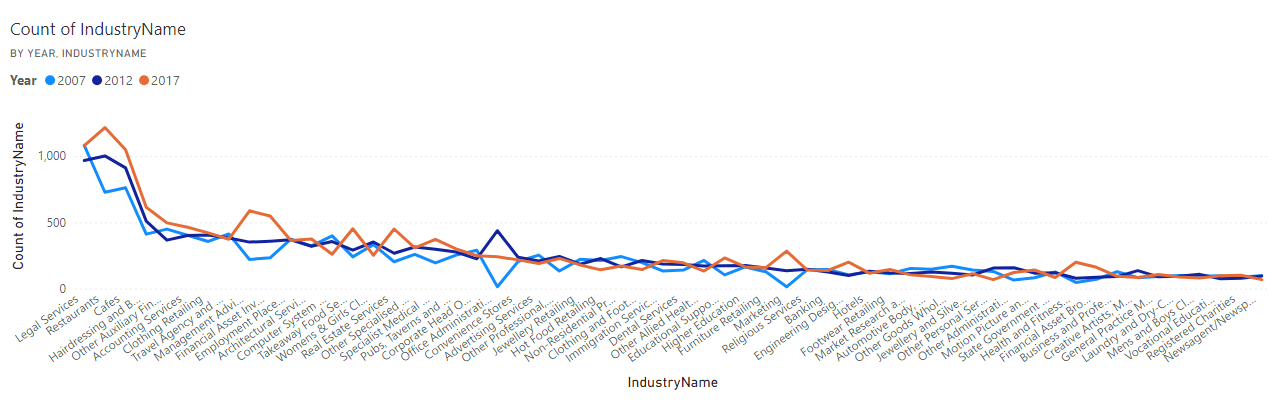 Count of IndustryName
BY YEAR, INDUSTRYNAME
Year 2007 2012 2017
Count of IndustryName
1,000
500
0
Legal Services
Restaurants
Cafes
Hairdressing and B...
Other Auxiliary Fin...
Accounting Services
Clothing Retailing
Travel Agency and ...
Management Advi...
Financial Asset Inv...
Employment Place...
Architectural Servi...
Computer System ...
Takeaway Food Se...
Womens & Girls Cl...
Real Estate Services
Other Specialised ...
Specialist Medical ...
Pubs, Taverns and ...
Corporate Head O...
Office Administrati...
Convenience Stores
Advertising Services
Other Professional...
Jewellery Retailing
Hot Food Retailing
Non-Residential Pr...
Clothing and Foot...
Immigration Servic...
Dental Services
Other Allied Healt...
Educational Suppo...
Higher Education
Furniture Retailing
Marketing
Religious Services
Banking
Engineering Desig...
Hotels
Footwear Retailing
Market Research a...
Automotive Body,...
Other Goods Whol...
Jewellery and Silve...
Other Personal Ser...
Other Administrati...
Motion Picture an...
State Government ...
Health and Fitness...
Financial Asset Bro...
Business and Profe...
Creative Artists, M...
General Practice M...
Laundry and Dry-C...
Mens and Boys Cl...
Vocational Educati...
Registered Charities
Newsagent/Newsp...
IndustryName